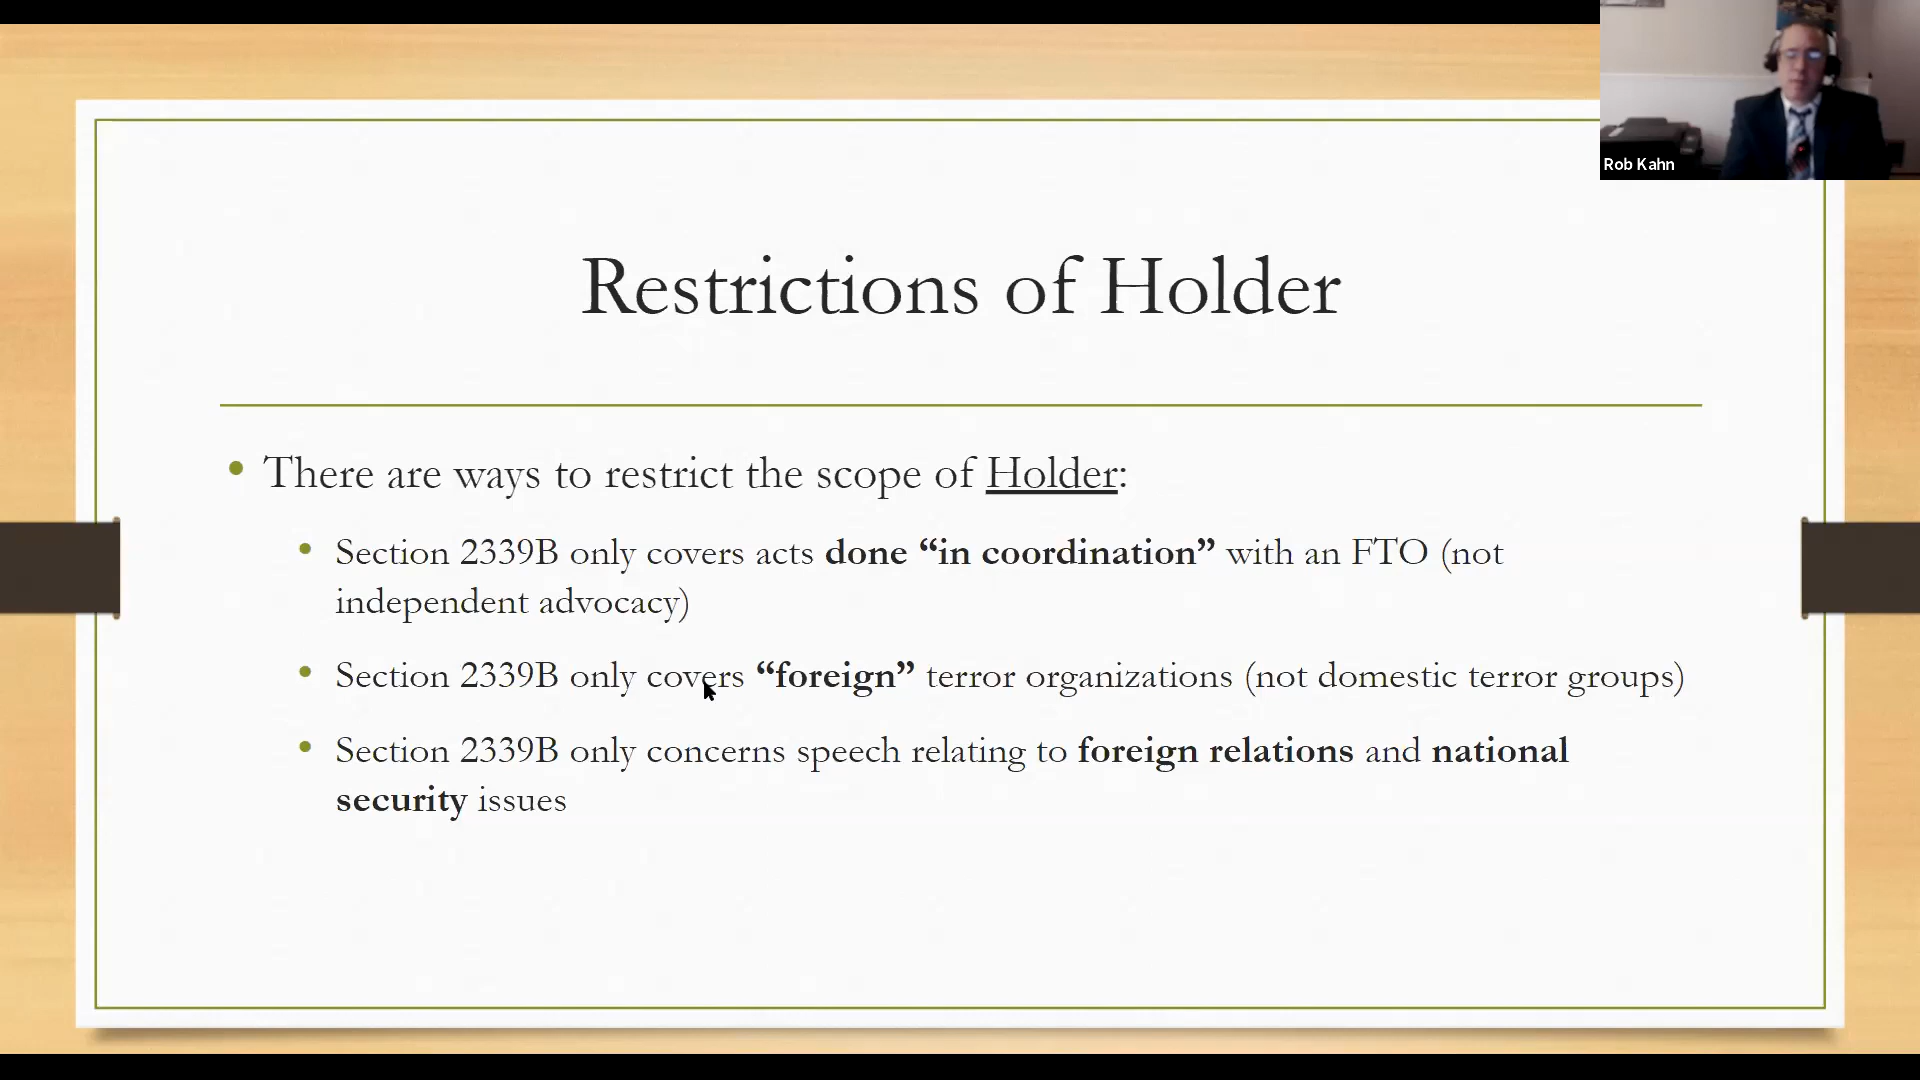 Rob Kahn
Restrictions of Holder
• There are ways to restrict the scope of Holder:
• Section 2339B only covers acts done “in coordination” with an FTO (not
independent advocacy)
• Section 2339B only covers “foreign” terror organizations (not domestic terror groups)
• Section 2339B only concerns speech relating to foreign relations and national
security issues